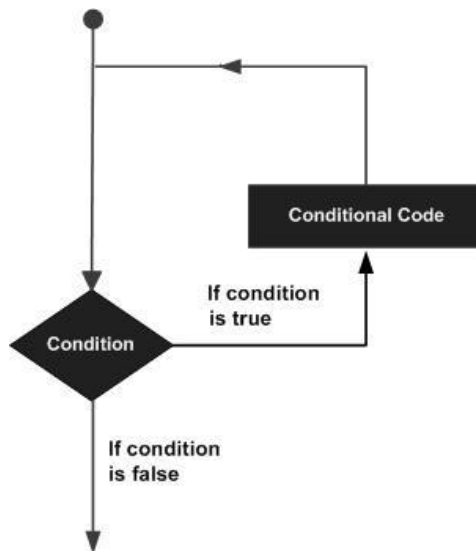 Conditional Code
If condition
is true
Condition
If condition
is false